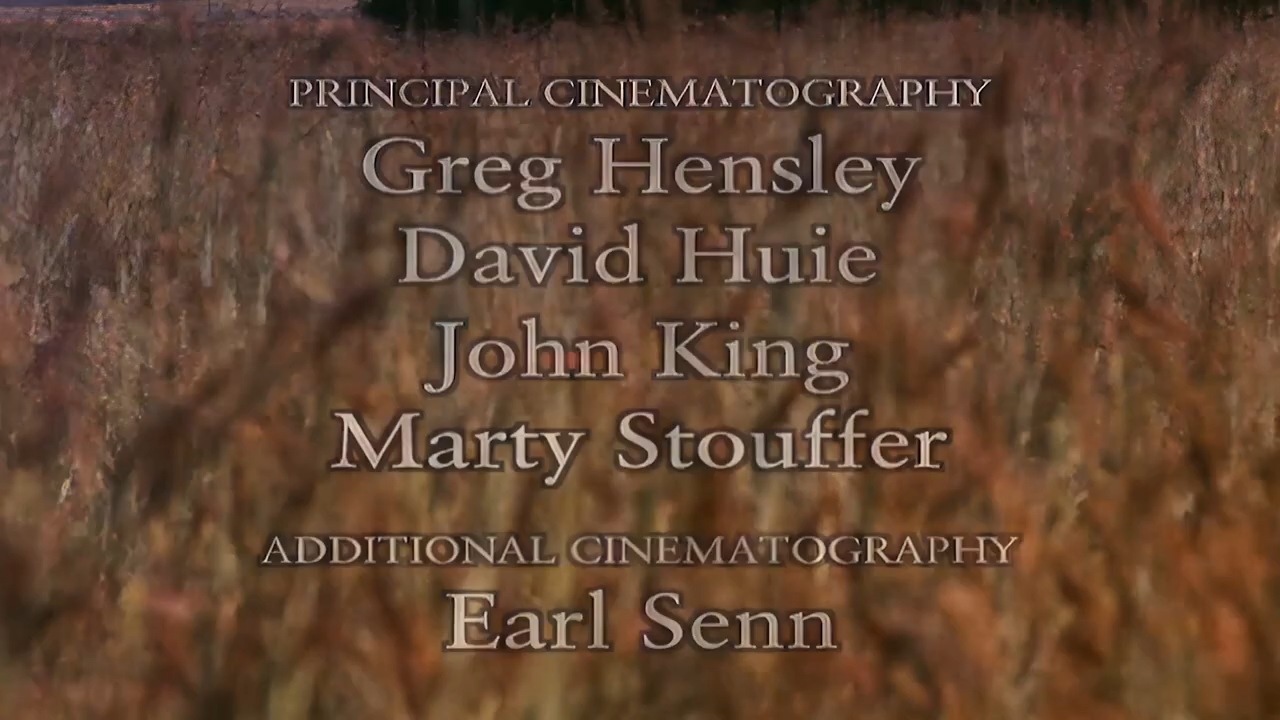 PRINCIPAL CINEMATOGRAPHY
Greg Hensley
David Huie
John King
Marty Stouffer
ADDITIONAL CINEMATOGRAPHY
Earl Senn